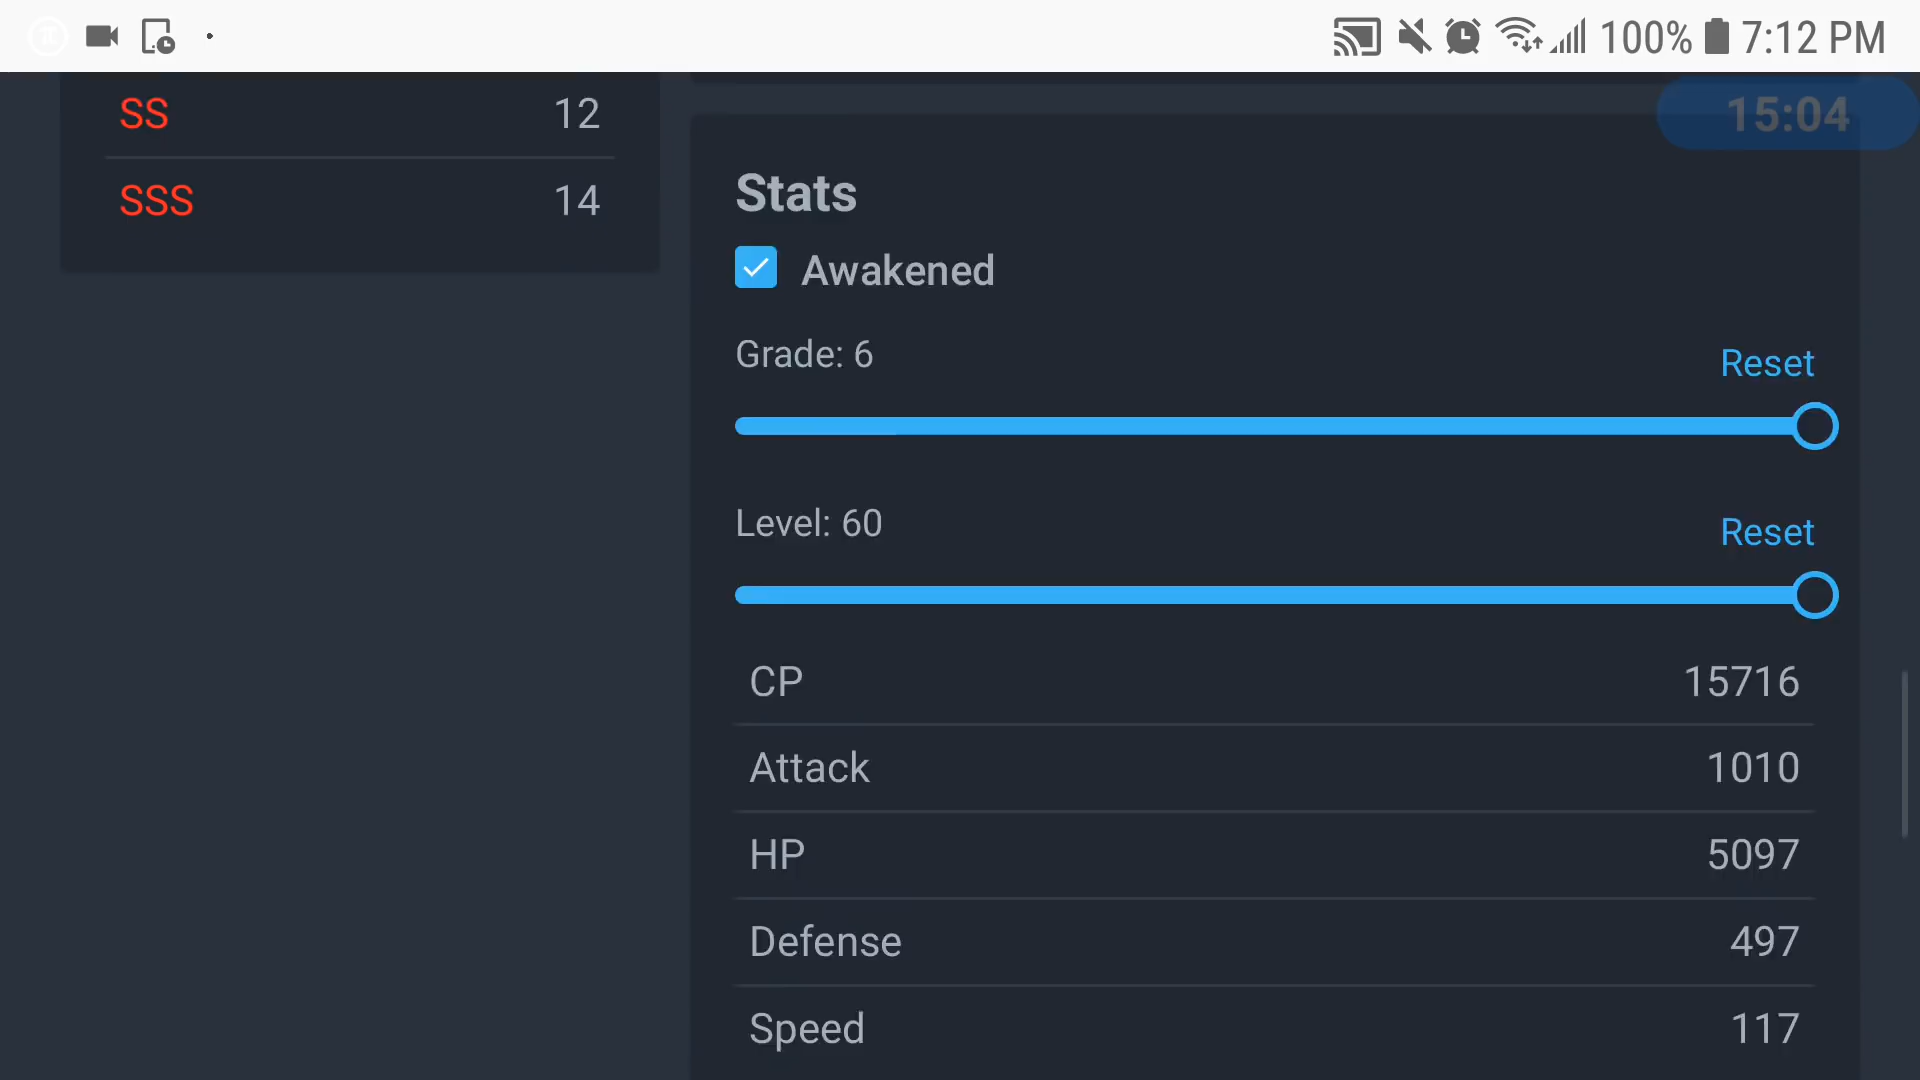 100% 7:12 PM
15:04
SS 12
SSS 14
Stats
Awakened
Grade: 6
Reset
Level: 60
Reset
CP 15716
Attack 1010
HP 5097
Defense 497
Speed 117